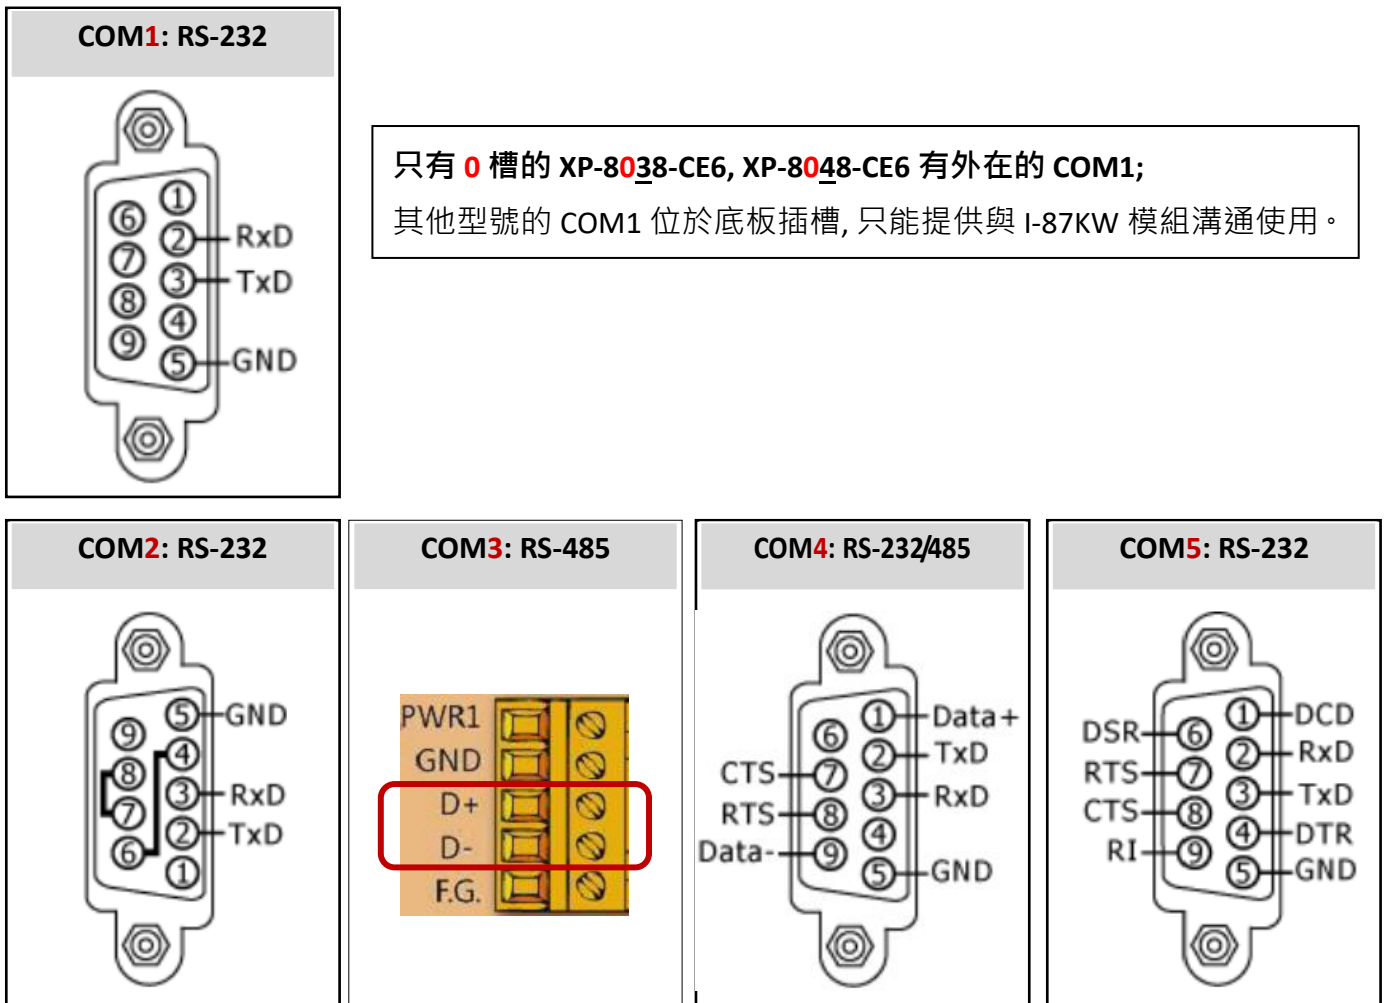 COM1: RS-232
1
6
2
RxD
7
3
TxD
8
4
9
5
GND
只有 0 槽的 XP-8038-CE6, XP-8048-CE6 有外在的 COM1;
其他型號的 COM1 位於底板插槽, 只能提供與 I-87KW 模組溝通使用。
COM2: RS-232
5
GND
9
4
8
3
RxD
7
2
TxD
6
1
COM3: RS-485
PWR1
GND
D+
D-
F.G.
COM4: RS-232/485
1
Data+
6
2
TxD
CTS
7
3
RxD
RTS
8
4
Data-
9
5
GND
COM5: RS-232
1
DCD
DSR
6
2
RxD
RTS
7
3
TxD
CTS
8
4
DTR
RI
9
5
GND